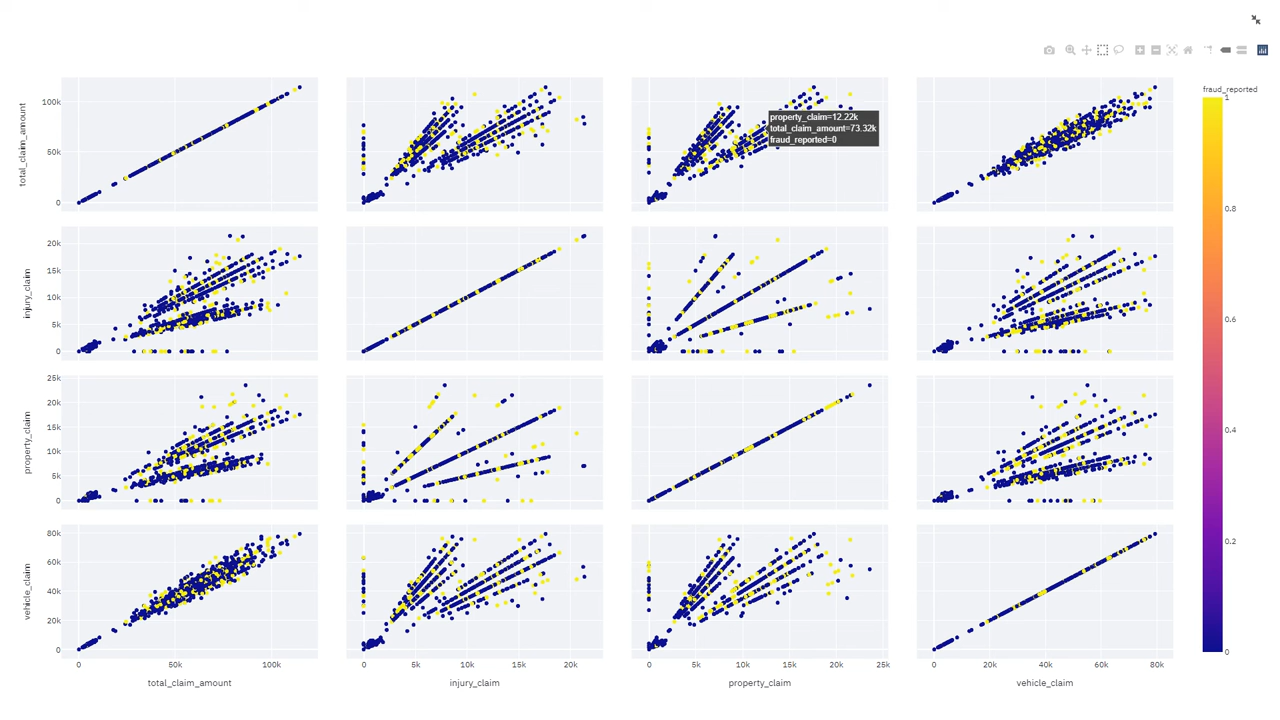 fraud_reported
1
0.8
0.6
0.4
0.2
0
total_claim_amount
100k
50k
0
property_claim=12.22k
total_claim_amount=73.32k
fraud_reported=0
injury_claim
20k
15k
10k
5k
0
property_claim
25k
20k
15k
10k
5k
0
vehicle_claim
80k
60k
40k
20k
0
0 50k 100k
0 5k 10k 15k 20k
0 5k 10k 15k 20k 25k
0 20k 40k 60k 80k
total_claim_amount
injury_claim
property_claim
vehicle_claim